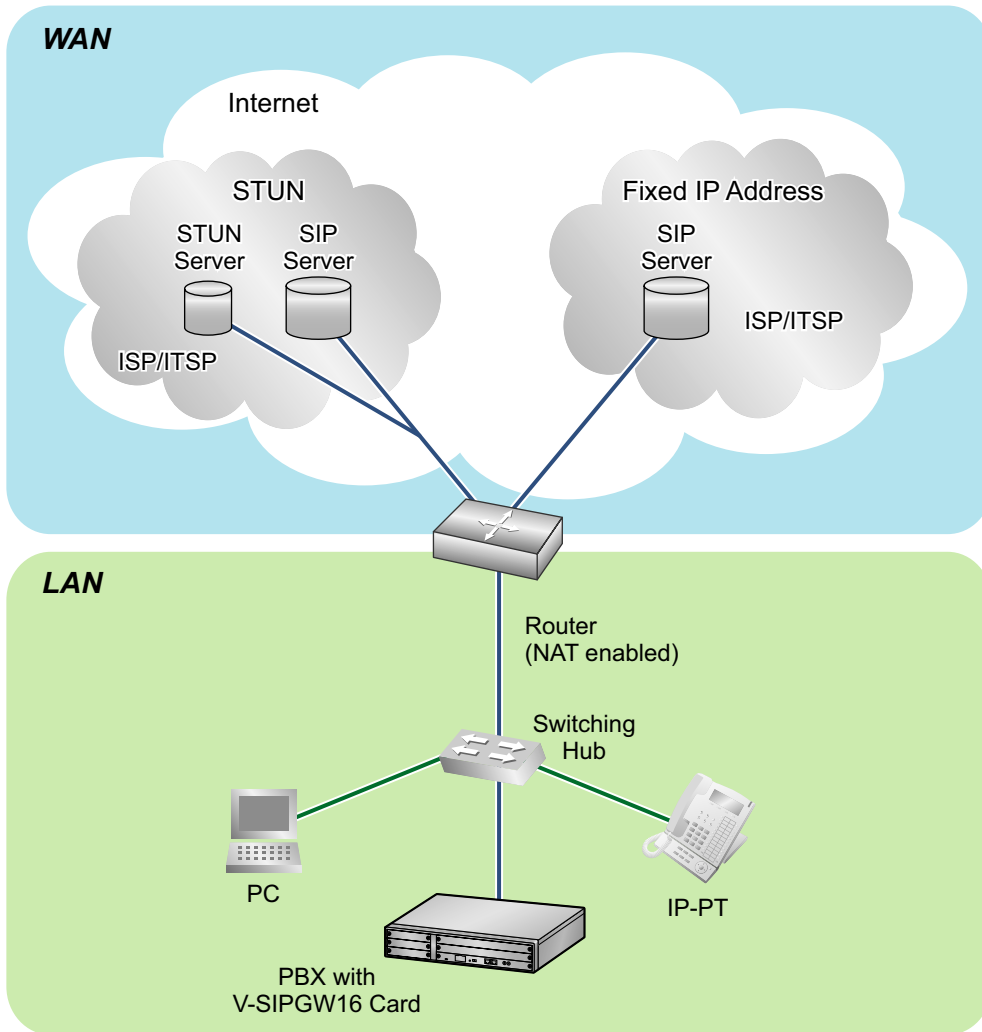 WAN
Internet
STUN
STUN
Server
SIP
Server
ISP/ITSP
Fixed IP Address
SIP
Server
ISP/ITSP
LAN
Router
(NAT enabled)
Switching
Hub
PC
IP-PT
PBX with
V-SIPGW16 Card